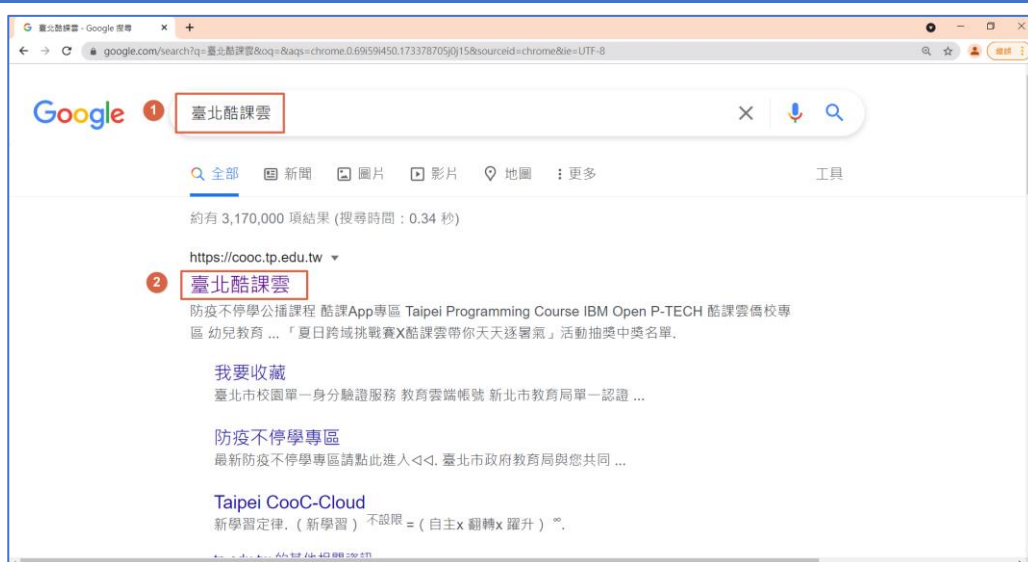 臺北酷課雲 - Google 搜尋
google.com/search?q=臺北酷課雲&oq=&aqs=chrome.0.69i59i450.173378705j0j15&sourceid=chrome&ie=UTF-8
Google 1 臺北酷課雲
全部 新聞 圖片 影片 地圖 更多 工具
約有 3,170,000 項結果 (搜尋時間：0.34 秒)
https://cooc.tp.edu.tw
2 臺北酷課雲
防疫不停學公播課程 酷課App專區 Taipei Programming Course IBM Open P-TECH 酷課雲僑校專
區 幼兒教育 ... 「夏日跨域挑戰賽X酷課雲帶你天天逐暑氣」活動抽獎中獎名單.
我要收藏
臺北市校園單一身分驗證服務 教育雲端帳號 新北市教育局單一認證 ...
防疫不停學專區
最新防疫不停學專區請點此進入◁◁. 臺北市政府教育局與您共同 ...
Taipei CooC-Cloud
新學習定律. ( 新學習 ) 不設限 = ( 自主x 翻轉x 躍升 ) ∞.